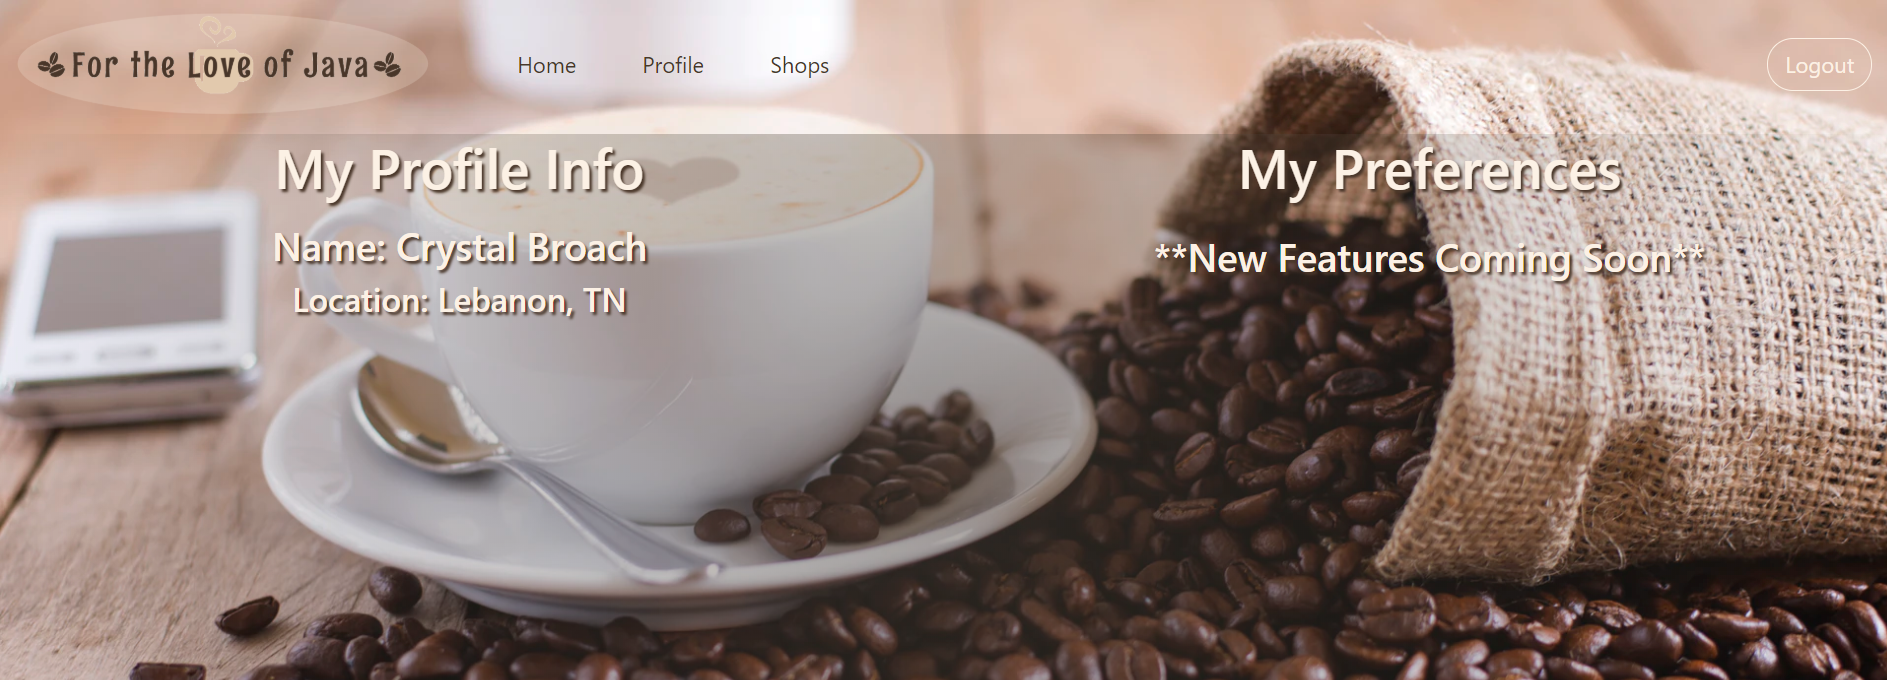 For the Love of Java
Home
Profile
Shops
Logout
My Profile Info
Name: Crystal Broach
Location: Lebanon, TN
My Preferences
**New Features Coming Soon**